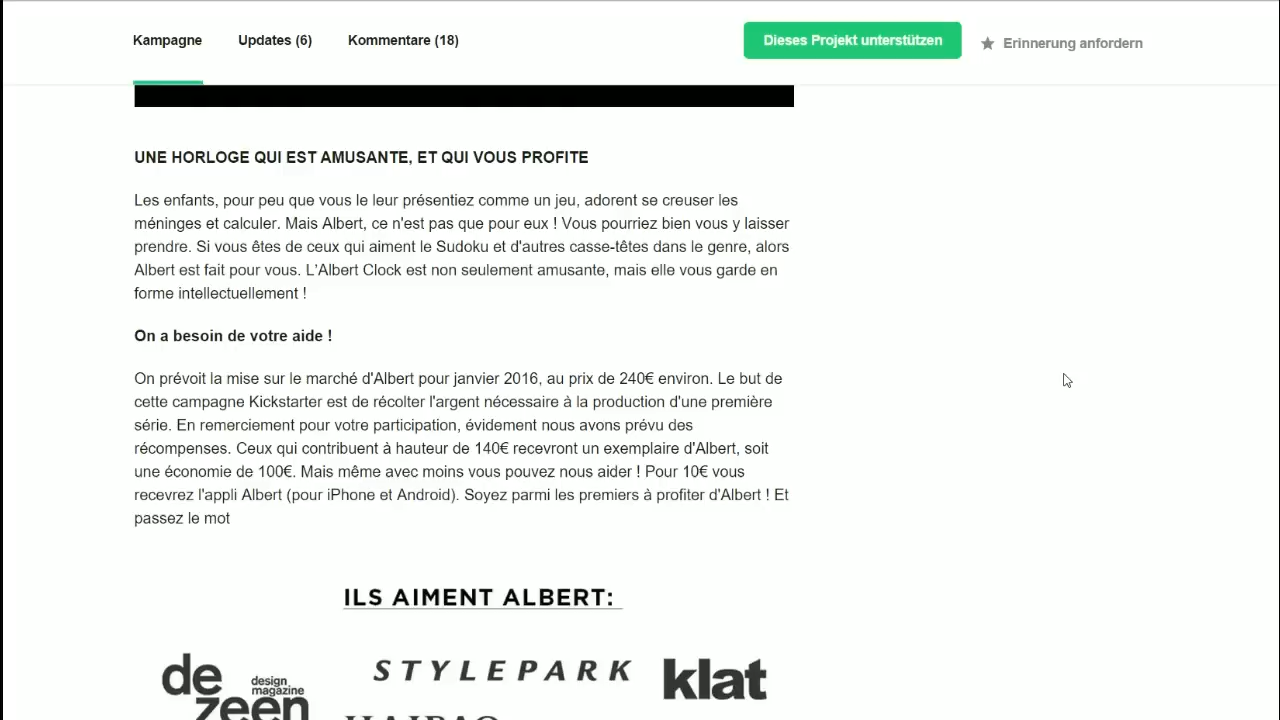 Kampagne
Updates (6)
Kommentare (18)
Dieses Projekt unterstützen
Erinnerung anfordern
UNE HORLOGE QUI EST AMUSANTE, ET QUI VOUS PROFITE
Les enfants, pour peu que vous le leur présentiez comme un jeu, adorent se creuser les
méninges et calculer. Mais Albert, ce n'est pas que pour eux ! Vous pourriez bien vous y laisser
prendre. Si vous êtes de ceux qui aiment le Sudoku et d'autres casse-têtes dans le genre, alors
Albert est fait pour vous. L'Albert Clock est non seulement amusante, mais elle vous garde en
forme intellectuellement !
On a besoin de votre aide !
On prévoit la mise sur le marché d'Albert pour janvier 2016, au prix de 240€ environ. Le but de
cette campagne Kickstarter est de récolter l'argent nécessaire à la production d'une première
série. En remerciement pour votre participation, évidement nous avons prévu des
récompenses. Ceux qui contribuent à hauteur de 140€ recevront un exemplaire d'Albert, soit
une économie de 100€. Mais même avec moins vous pouvez nous aider ! Pour 10€ vous
recevrez l'appli Albert (pour iPhone et Android). Soyez parmi les premiers à profiter d'Albert ! Et
passez le mot
ILS AIMENT ALBERT:
de zeen
design magazine
STYLEPARK
klat